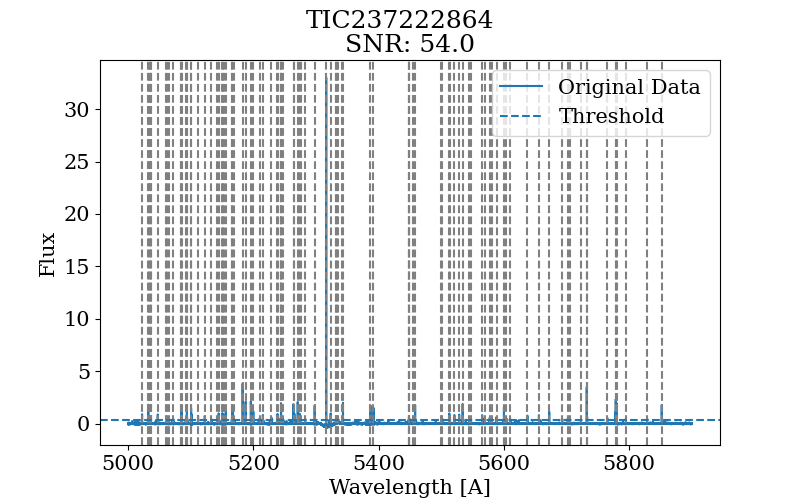 TIC237222864
SNR: 54.0
Original Data
Threshold
Flux
30
25
20
15
10
5
0
5000 5200 5400 5600 5800
Wavelength [A]